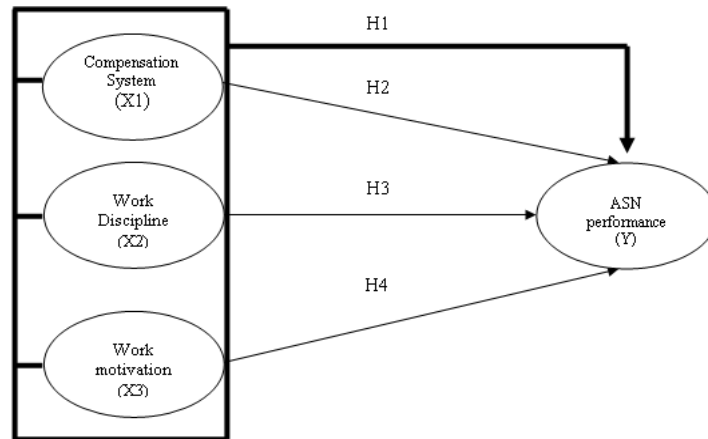 H1
Compensation
System
(X1)
H2
Work
Discipline
(X2)
H3
ASN
performance
(Y)
H4
Work
motivation
(X3)